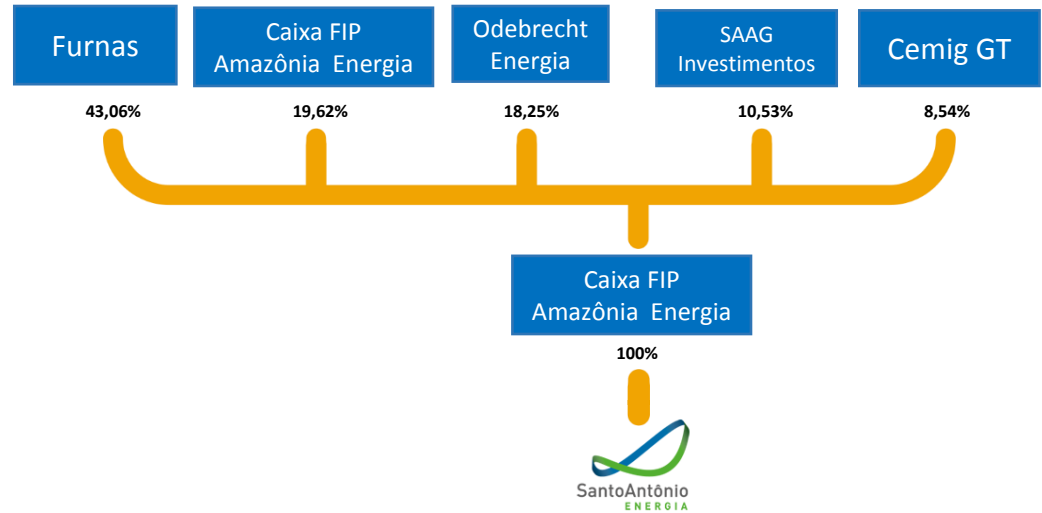 Furnas
Caixa FIP
Amazônia Energia
Odebrecht
Energia
SAAG
Investimentos
Cemig GT
43,06%
19,62%
18,25%
10,53%
8,54%
Caixa FIP
Amazônia Energia
100%
SantoAntônio
ENERGIA